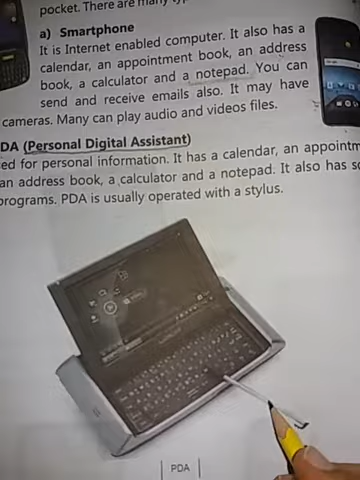 pocket. There are many
a) Smartphone
It is Internet enabled computer. It also has a
calendar, an appointment book, an address
book, a calculator and a notepad. You can
send and receive emails also. It may have
cameras. Many can play audio and videos files.
DA (Personal Digital Assistant)
ed for personal information. It has a calendar, an appointm
an address book, a calculator and a notepad. It also has so
programs. PDA is usually operated with a stylus.
PDA